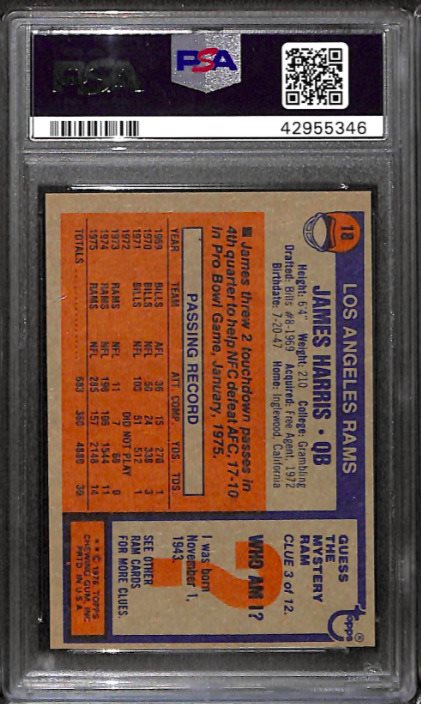 PSA
PSA
42955346
18
LOS ANGELES RAMS
JAMES HARRIS • QB
Height: 6'4" Weight: 210 College: Grambling
Drafted: Bills #8-1969 Acquired: Free Agent, 1972
Birthdate: 7-20-47 Home: Inglewood, California
■ James threw 2 touchdown passes in
4th quarter to help NFC defeat AFC, 17-10
in Pro Bowl Game, January, 1975.
PASSING RECORD
YEAR TEAM ATT COMP YDS TDS
1969 BILLS AFL 36 15 270 1
1970 BILLS NFL 50 24 338 3
1971 BILLS NFL 103 51 512 1
1972 DID NOT PLAY
1973 RAMS NFL 11 7 68 0
1974 RAMS NFL 198 106 1544 11
1975 RAMS NFL 285 157 2148 14
TOTALS 683 360 4880 30
Topps ®
GUESS
THE
MYSTERY
RAM
CLUE 3 of 12.
?
WHO AM I?
I was born
November 1,
1943.
SEE OTHER
RAM CARDS
FOR MORE CLUES.
** © 1976 TOPPS
CHEWING GUM, INC.
PRTD IN U.S.A.